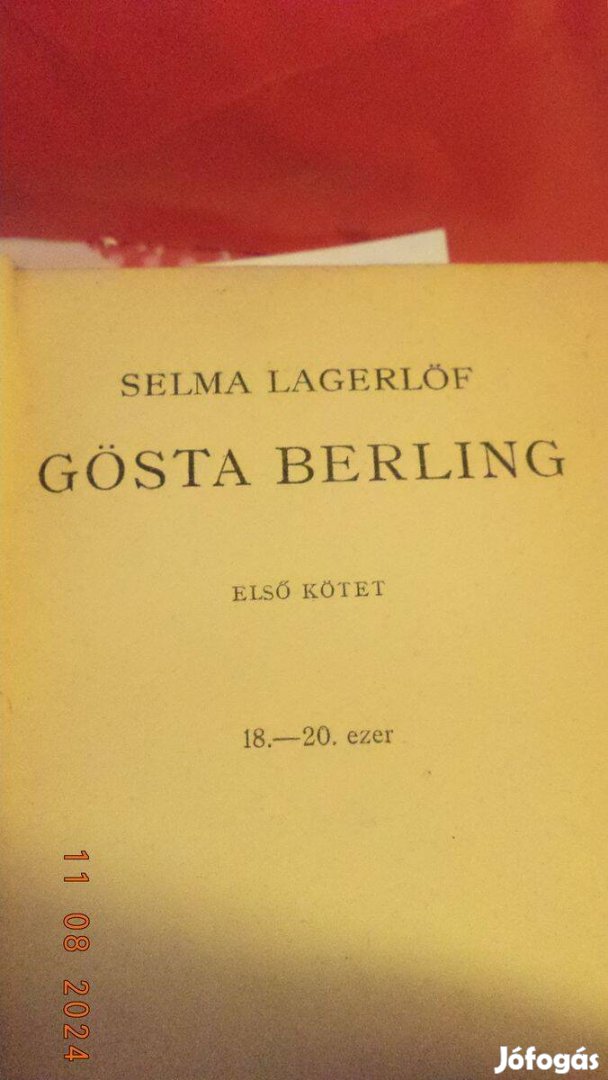 SELMA LAGERLÖF
GÖSTA BERLING
ELSŐ KÖTET
18.—20. ezer
11 08 2024
Jófogás